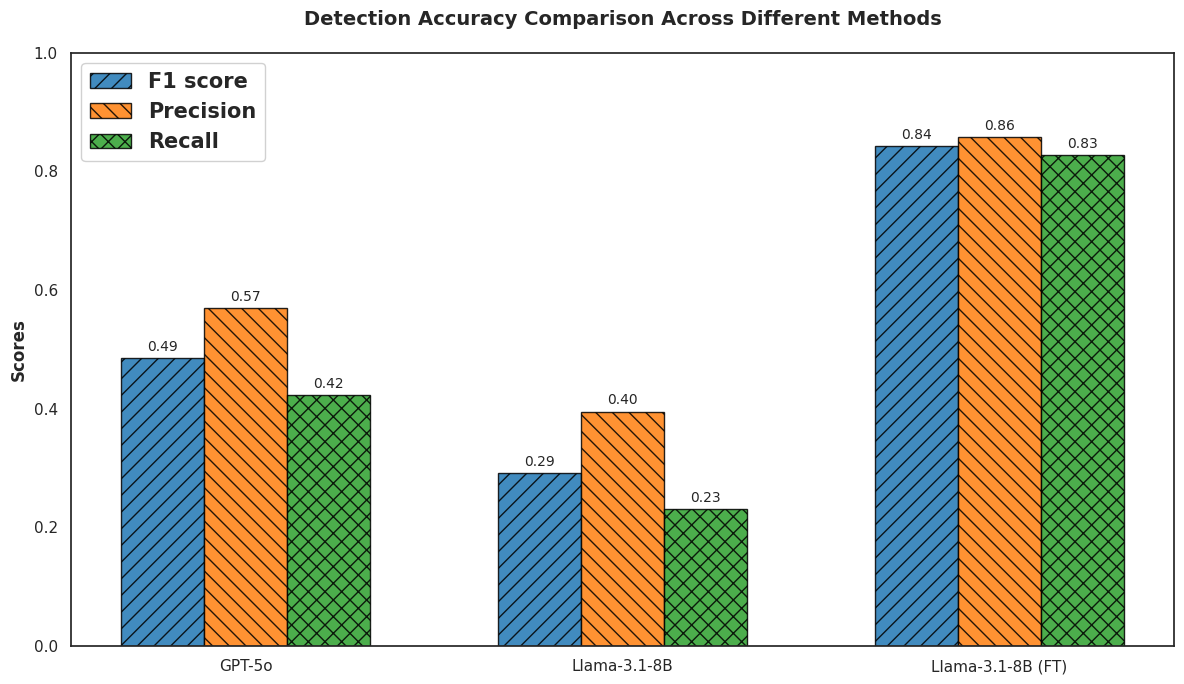 Detection Accuracy Comparison Across Different Methods
1.0
0.8
0.6
0.4
0.2
0.0
Scores
F1 score
Precision
Recall
0.49
0.57
0.42
0.29
0.40
0.23
0.84
0.86
0.83
GPT-5o
Llama-3.1-8B
Llama-3.1-8B (FT)